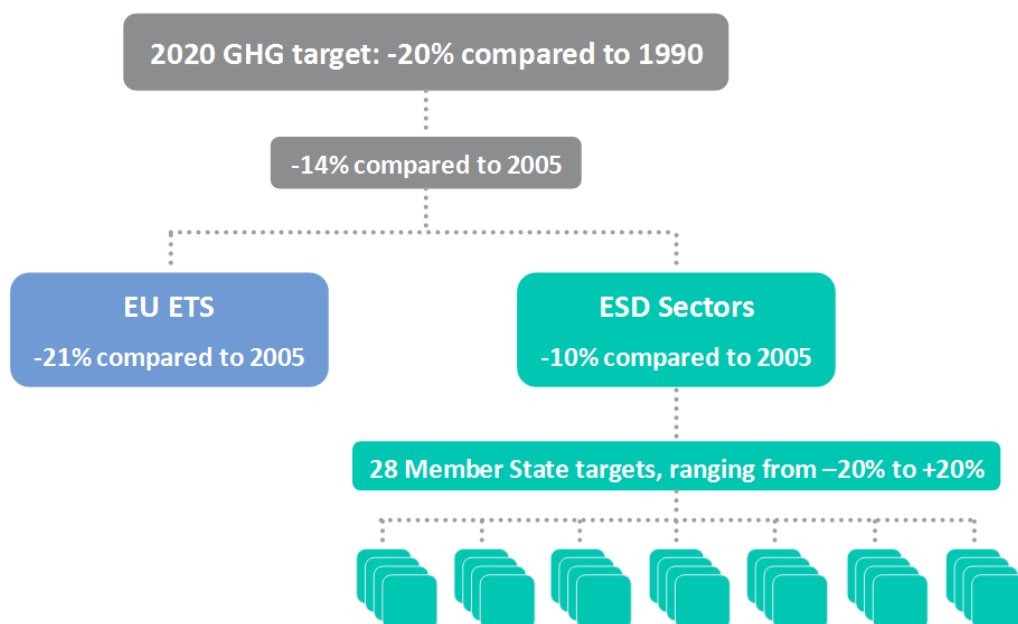 2020 GHG target: -20% compared to 1990
-14% compared to 2005
EU ETS
-21% compared to 2005
ESD Sectors
-10% compared to 2005
28 Member State targets, ranging from –20% to +20%